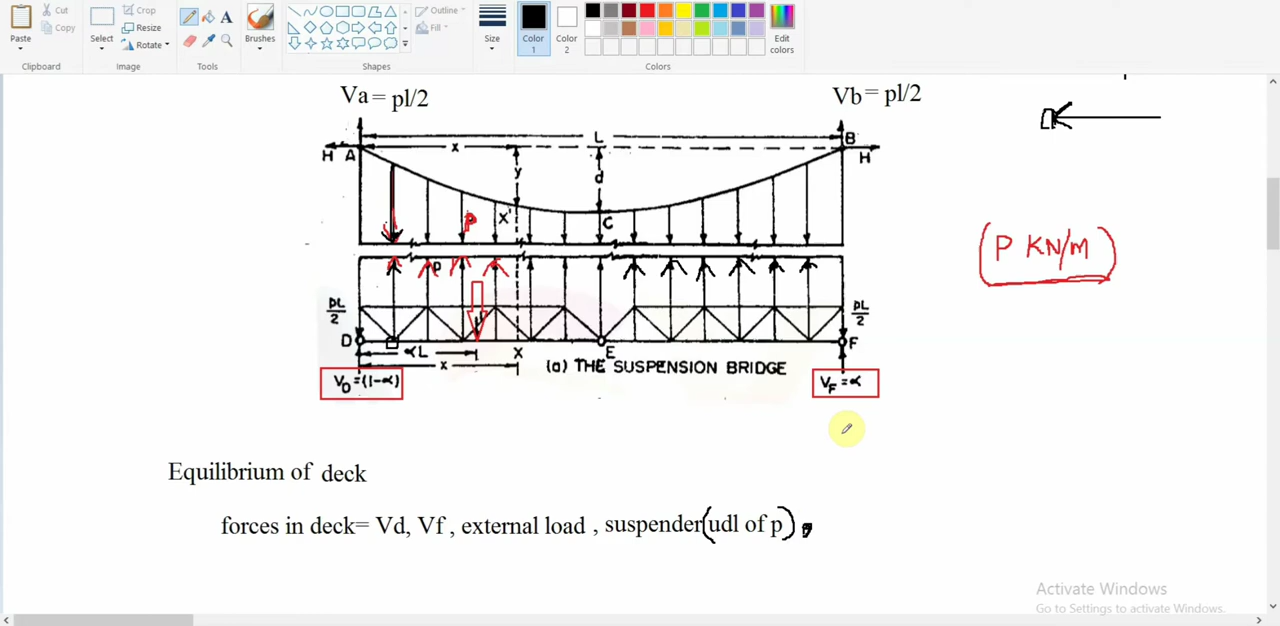 Paste
Cut
Copy
Clipboard
Select
Crop
Resize
Rotate
Image
Tools
Brushes
Shapes
Outline
Fill
Size
Color 1
Color 2
Edit colors
Colors
Va = pl/2
Vb = pl/2
L
H A
x
B
H
y
d
P
X'
C
P KN/M
p
pL/2
pL/2
D
αL
X
E
F
x
(a) THE SUSPENSION BRIDGE
V_D=(1-α)
V_F=α
Equilibrium of deck
forces in deck= Vd, Vf , external load , suspender(udl of p) ,
Activate Windows
Go to Settings to activate Windows.